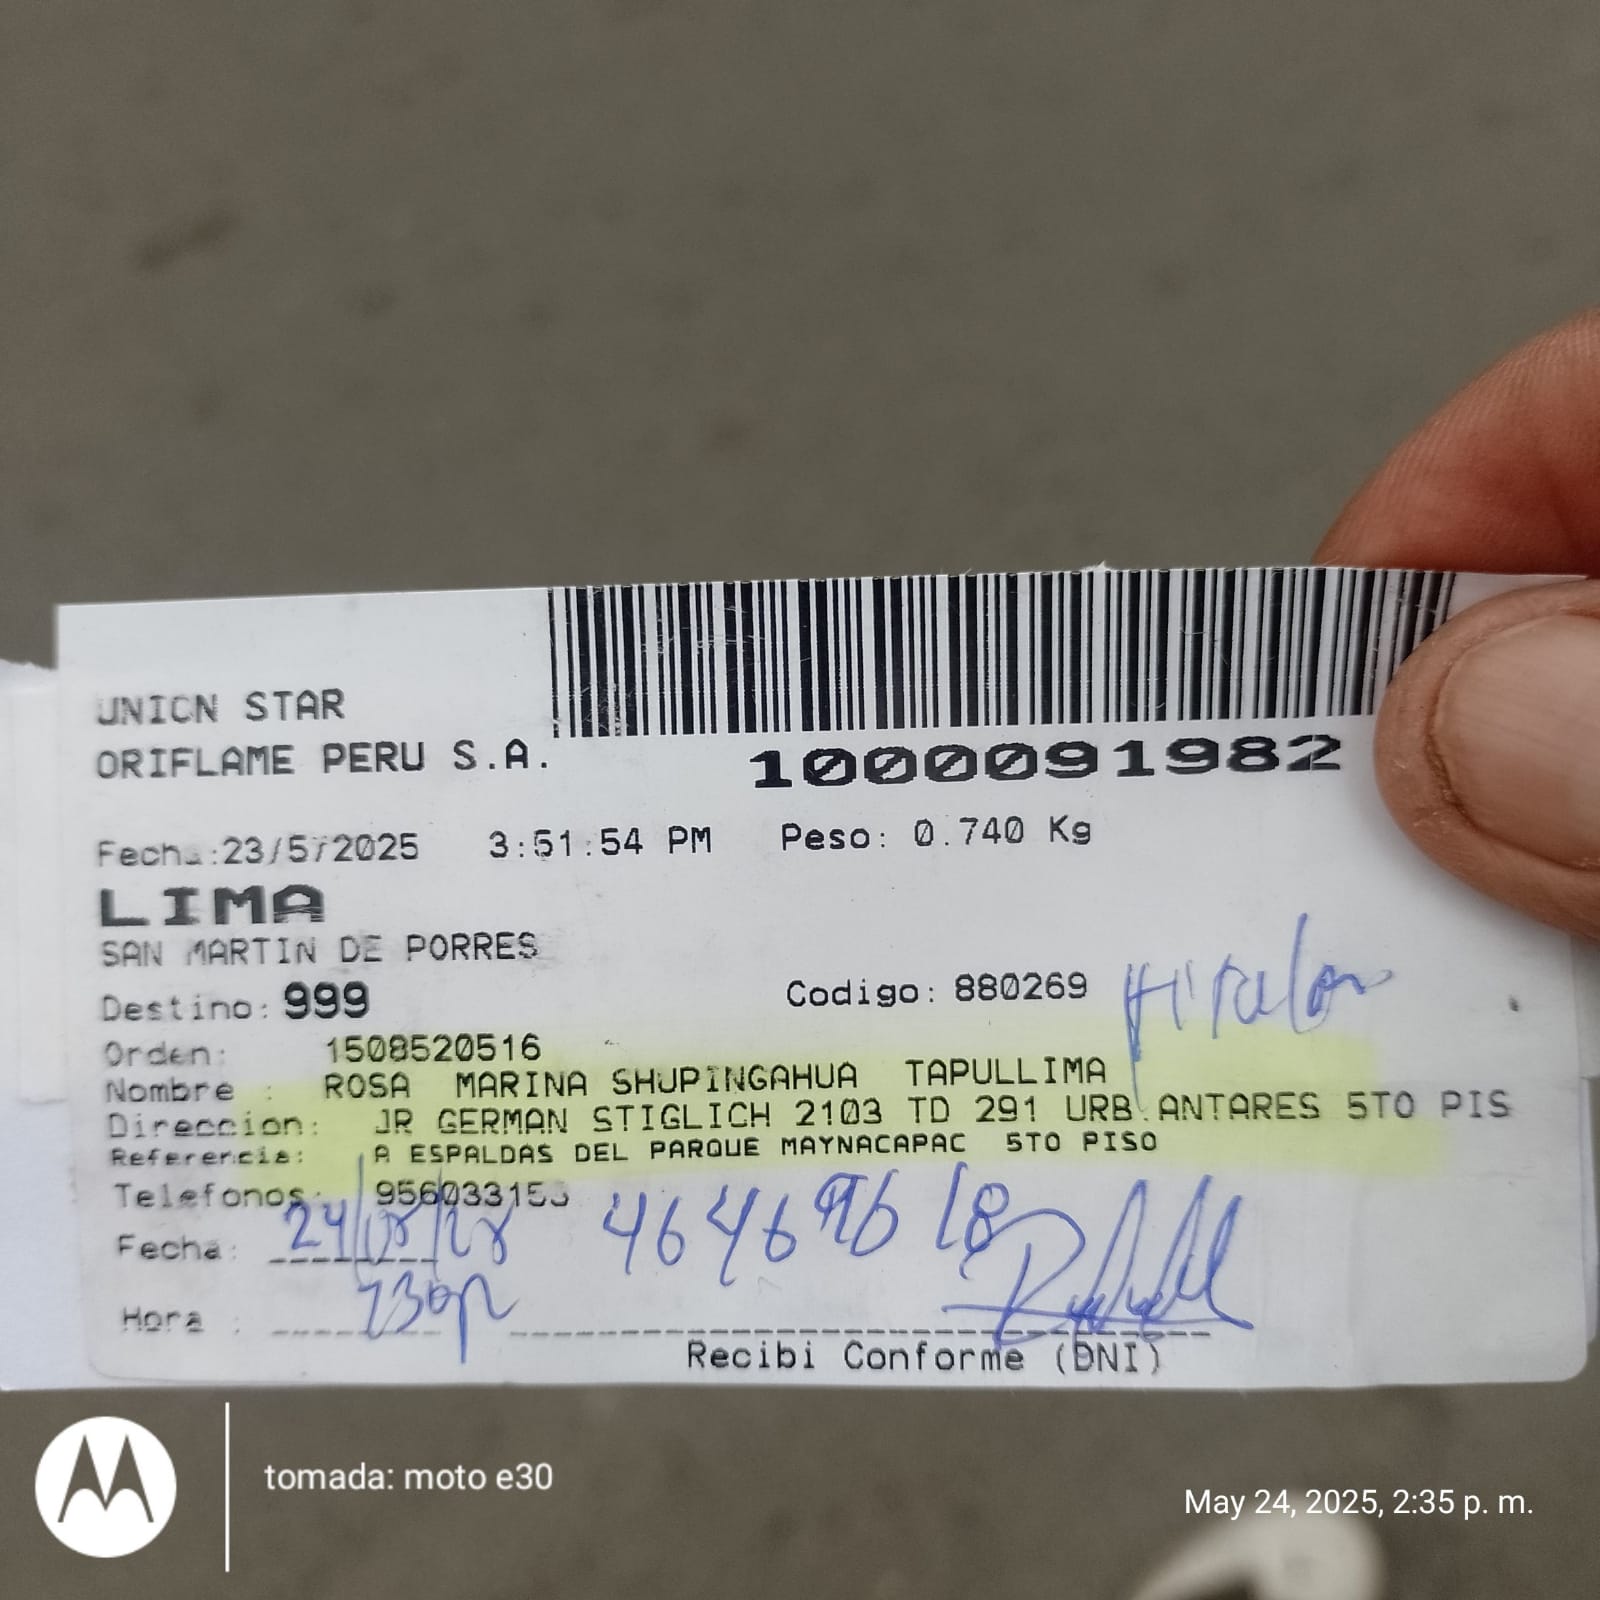 UNION STAR
ORIFLAME PERU S.A.
1000091982
Fecha:23/5/2025 3:51:54 PM Peso: 0.740 Kg
LIMA
SAN MARTIN DE PORRES
Destino: 999 Codigo: 880269
Orden: 1508520516
Nombre : ROSA MARINA SHUPINGAHUA TAPULLIMA
Direccion: JR GERMAN STIGLICH 2103 TD 291 URB.ANTARES 5TO PIS
Referencia: A ESPALDAS DEL PARQUE MAYNACAPAC 5TO PISO
Telefonos:
Fecha:
Hora :
Recibi Conforme (DNI)
tomada: moto e30
May 24, 2025, 2:35 p. m.